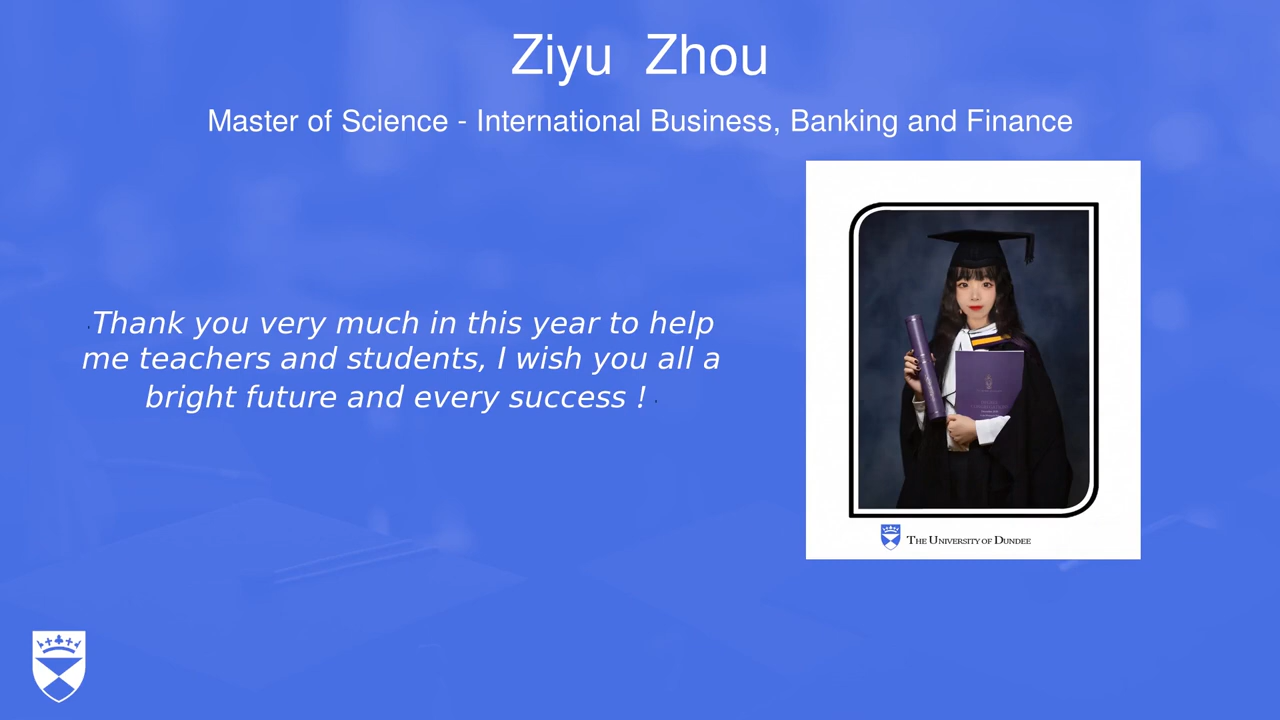 Ziyu Zhou
Master of Science - International Business, Banking and Finance
Thank you very much in this year to help
me teachers and students, I wish you all a
bright future and every success !
THE UNIVERSITY OF DUNDEE